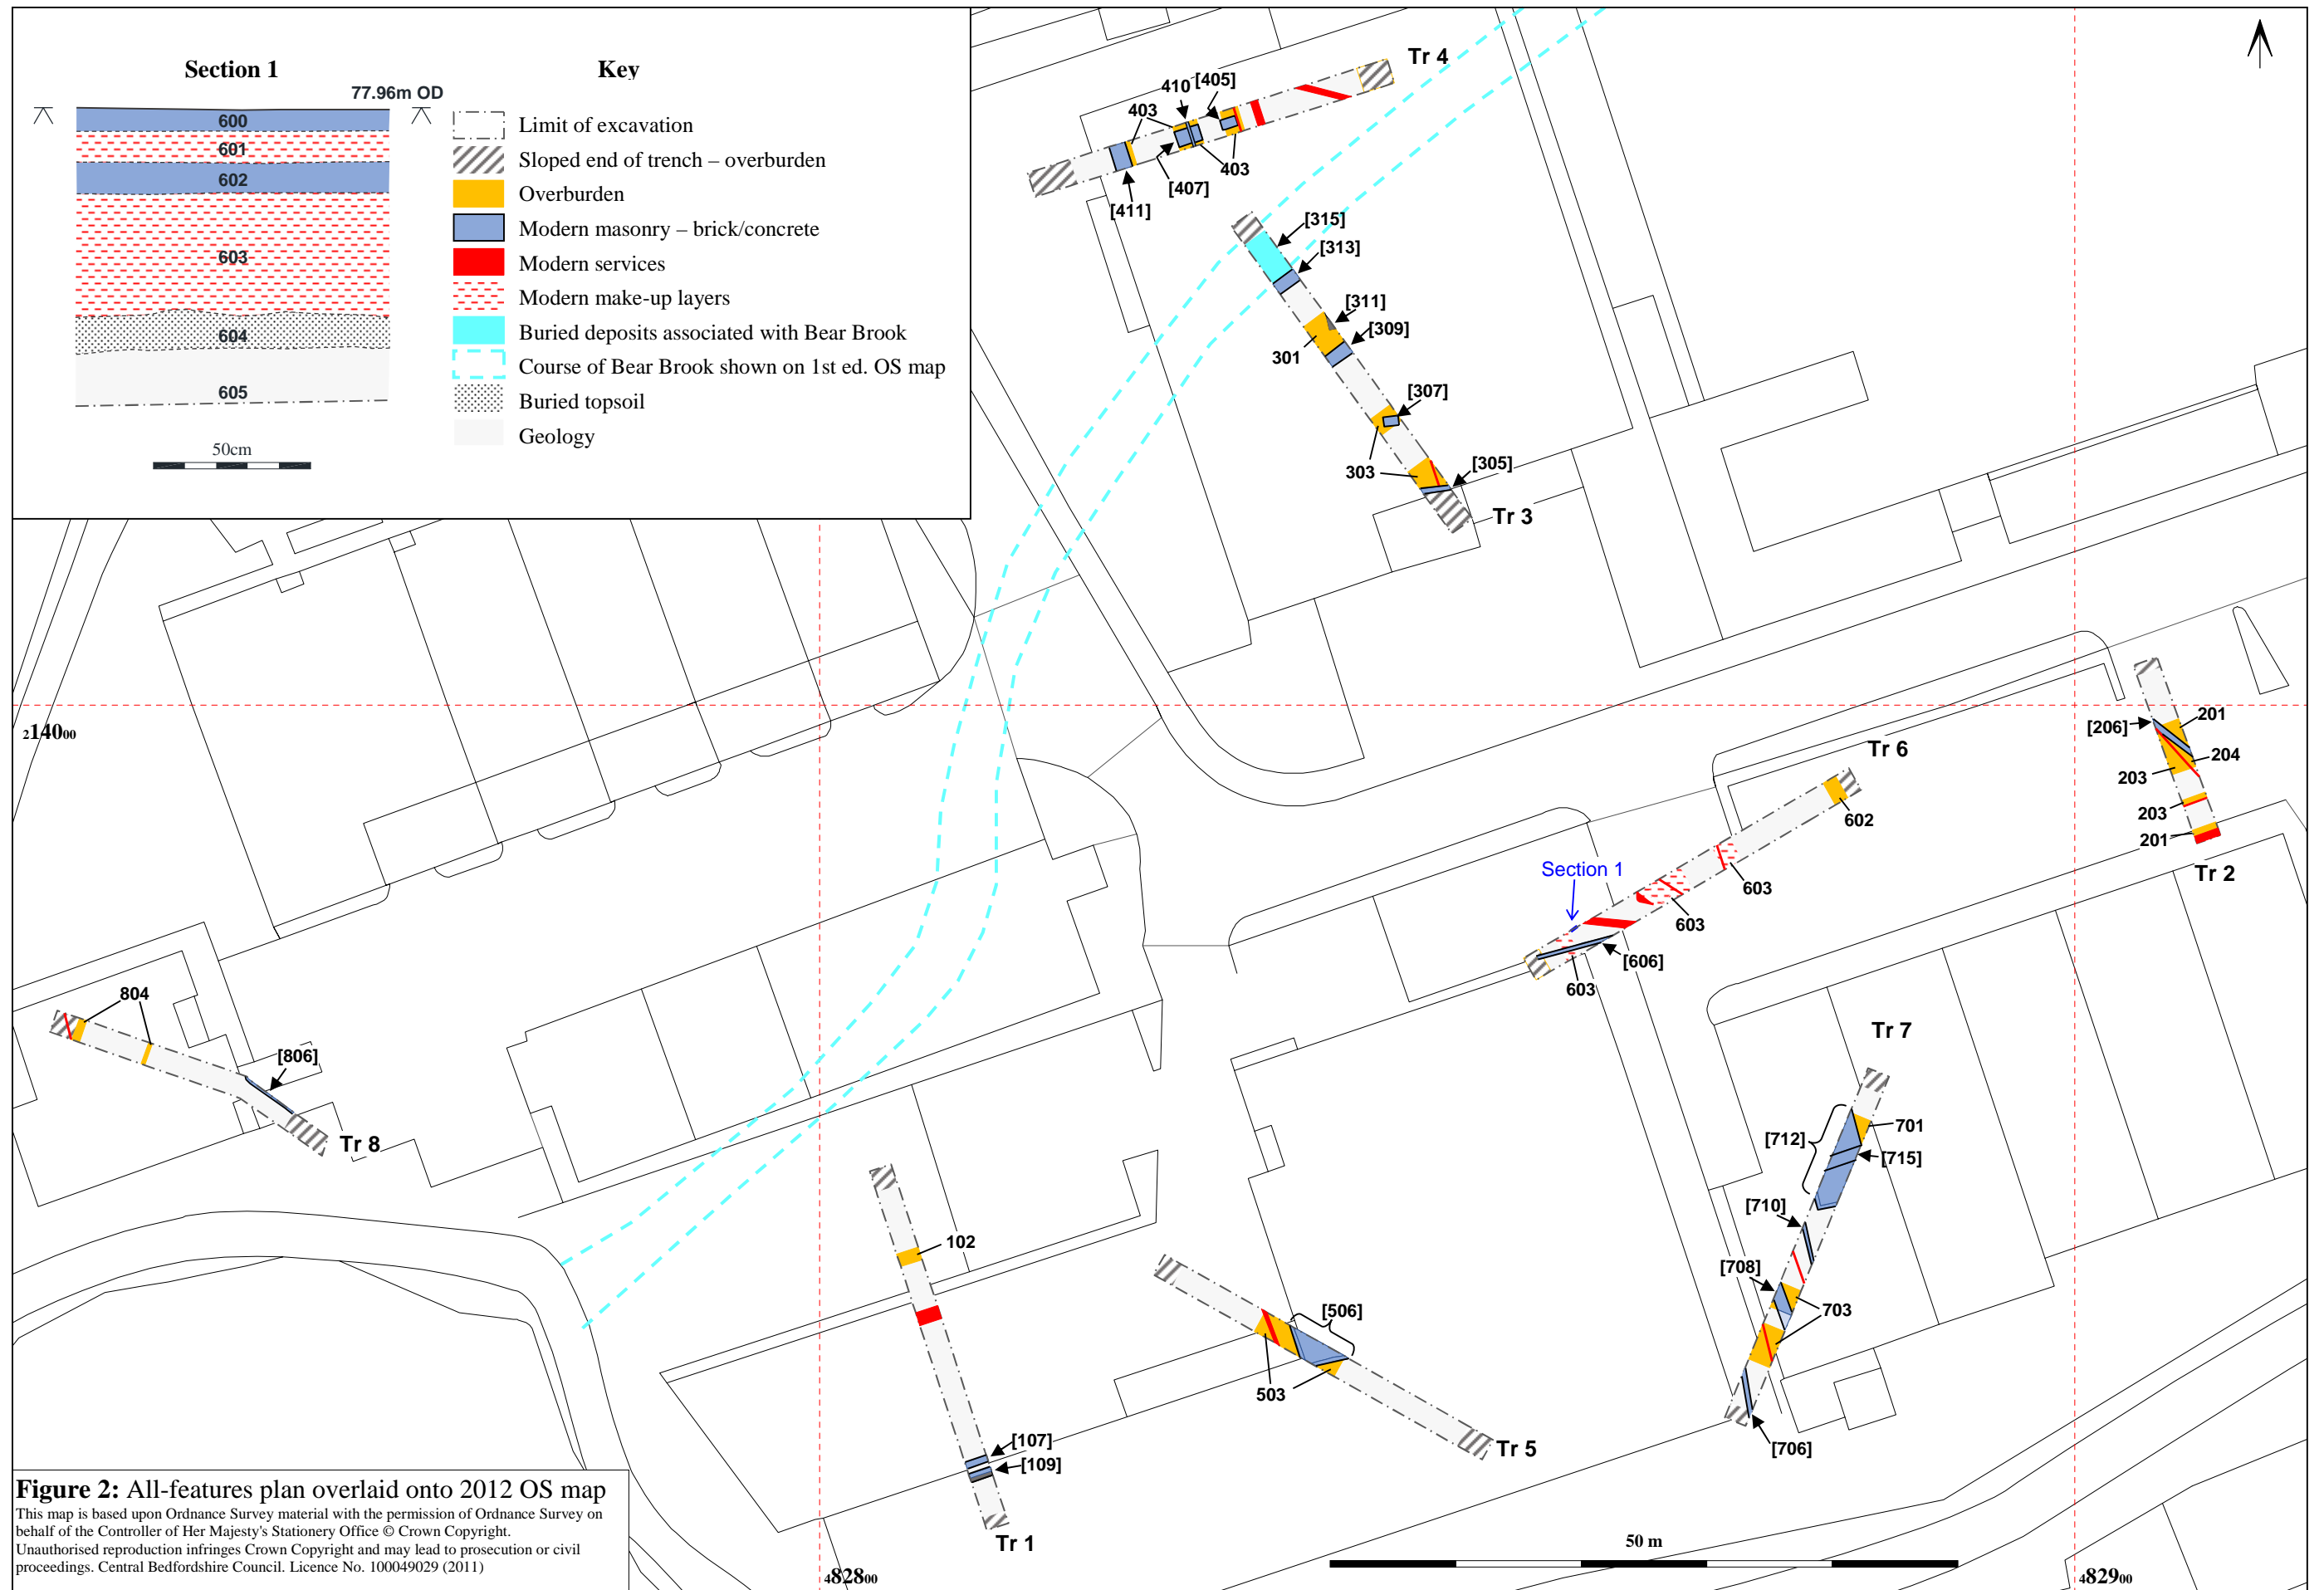 Section 1
Key
77.96m OD
600
601
602
603
604
605
50cm
Limit of excavation
Sloped end of trench – overburden
Overburden
Modern masonry – brick/concrete
Modern services
Modern make-up layers
Buried deposits associated with Bear Brook
Course of Bear Brook shown on 1st ed. OS map
Buried topsoil
Geology
Tr 4
410
[405]
403
403
[407]
[411]
[315]
[313]
[311]
[309]
301
[307]
303
[305]
Tr 3
214000
[206]
201
204
203
203
201
Tr 2
Tr 6
602
Section 1
603
603
[606]
603
804
[806]
Tr 8
Tr 7
701
[712]
[715]
[710]
[708]
703
[706]
102
[107]
[109]
Tr 1
[506]
503
Tr 5
50 m
482800
482900
Figure 2: All-features plan overlaid onto 2012 OS map
This map is based upon Ordnance Survey material with the permission of Ordnance Survey on
behalf of the Controller of Her Majesty's Stationery Office © Crown Copyright.
Unauthorised reproduction infringes Crown Copyright and may lead to prosecution or civil
proceedings. Central Bedfordshire Council. Licence No. 100049029 (2011)